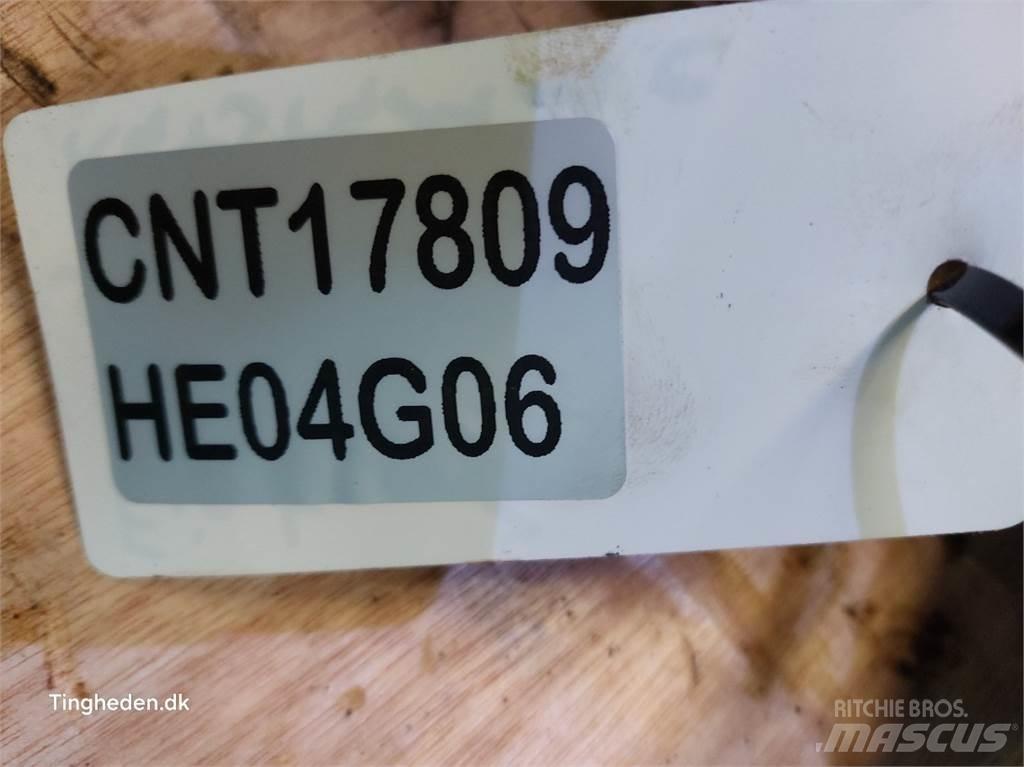 CNT17809
HE04G06
Tingheden.dk
RITCHIE BROS.
MASCUS